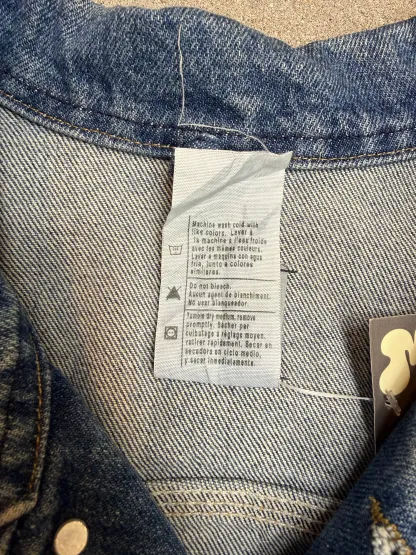 Machine wash cold with
like colors. Laver à
la machine à l'eau froide
avec les mêmes couleurs.
Lavar a máquina con agua
fría, junto a colores
similares.
Do not bleach.
Aucun agent de blanchiment.
No usar blanqueador.
Tumble dry medium, remove
promptly. Sécher par
culbutage à réglage moyen,
retirer rapidement. Secar en
secadora en ciclo medio,
y sacar inmediatamente.